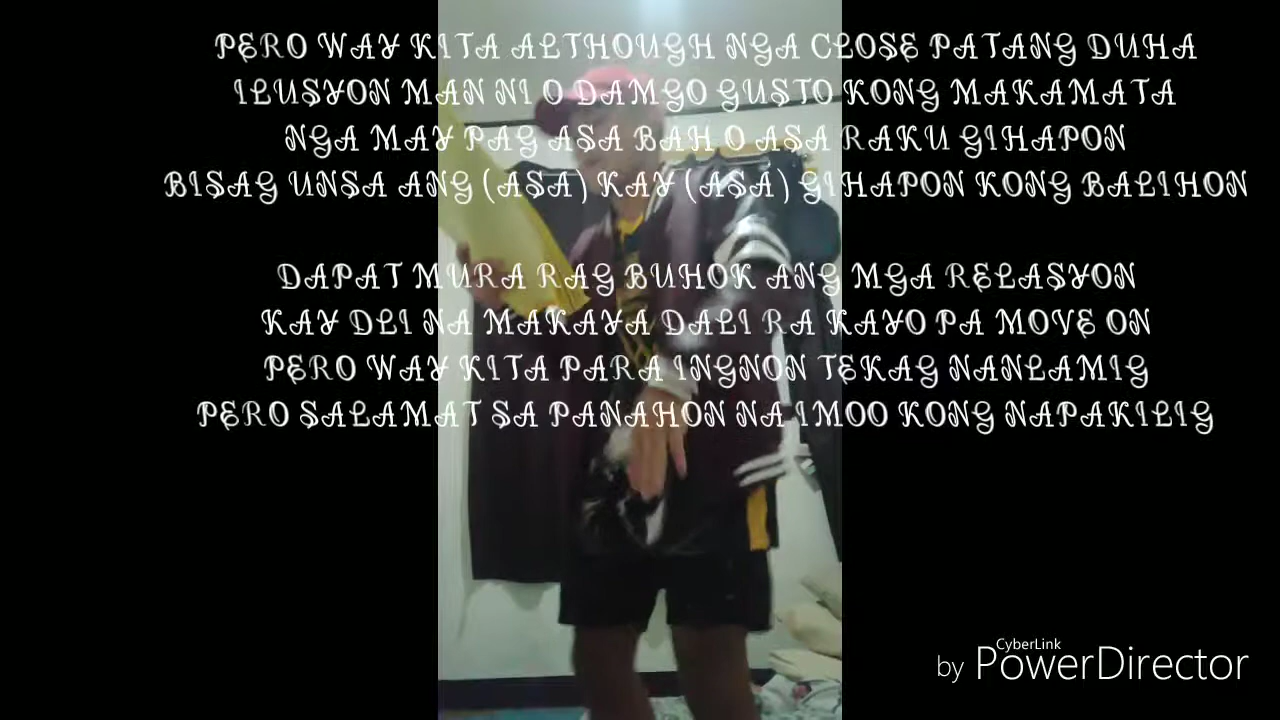 PERO WAY KITA ALTHOUGH NGA CLOSE PATANG DUHA
ILUSYON MAN NI O DAMGO GUSTO KONG MAKAMATA
NGA MAY PAG ASA BAH O ASA RAKU GIHAPON
BISAG UNSA ANG (ASA) KAY (ASA) GIHAPON KONG BALIHON
DAPAT MURA RAG BUHOK ANG MGA RELASYON
KAY DLI NA MAKAYA DALI RA KAYO PA MOVE ON
PERO WAY KITA PARA INGNON TEKAG NANLAMIG
PERO SALAMAT SA PANAHON NA IMOO KONG NAPAKILIG
CyberLink
by PowerDirector